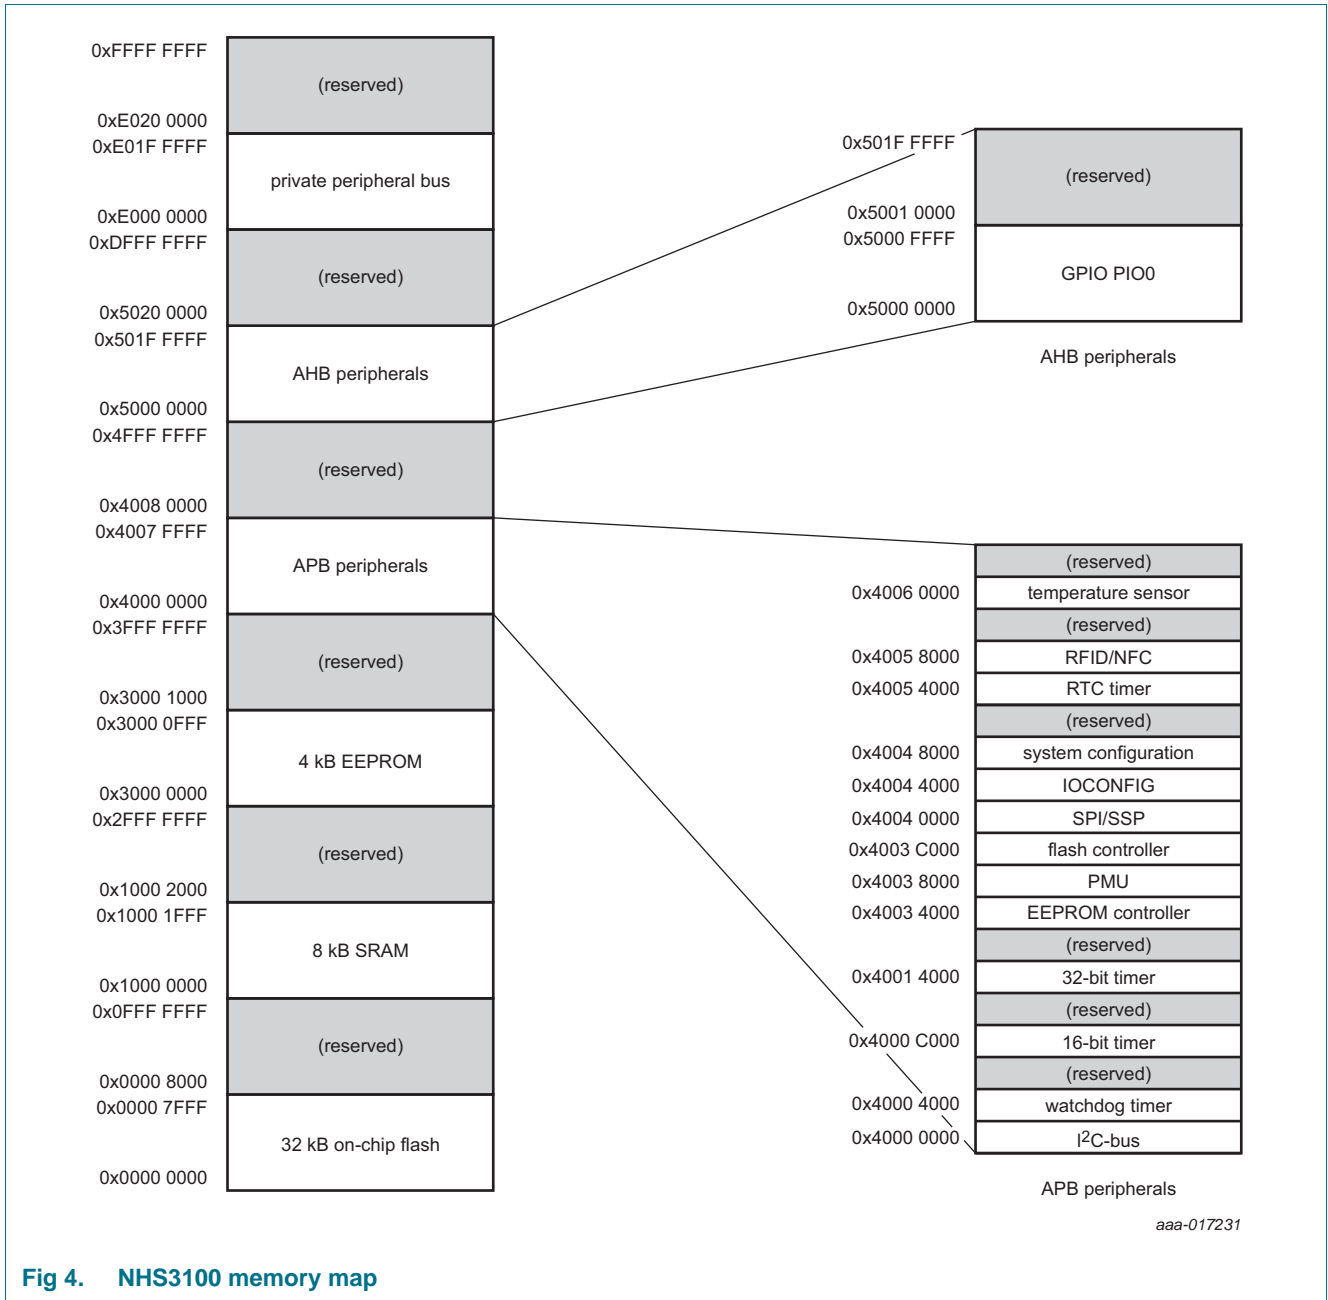 0xFFFF FFFF
(reserved)
0xE020 0000
0xE01F FFFF
private peripheral bus
0xE000 0000
0xDFFF FFFF
(reserved)
0x5020 0000
0x501F FFFF
AHB peripherals
0x5000 0000
0x4FFF FFFF
(reserved)
0x4008 0000
0x4007 FFFF
APB peripherals
0x4000 0000
0x3FFF FFFF
(reserved)
0x3000 1000
0x3000 0FFF
4 kB EEPROM
0x3000 0000
0x2FFF FFFF
(reserved)
0x1000 2000
0x1000 1FFF
8 kB SRAM
0x1000 0000
0x0FFF FFFF
(reserved)
0x0000 8000
0x0000 7FFF
32 kB on-chip flash
0x0000 0000
0x501F FFFF
(reserved)
0x5001 0000
0x5000 FFFF
GPIO PIO0
0x5000 0000
AHB peripherals
(reserved)
0x4006 0000 temperature sensor
(reserved)
0x4005 8000 RFID/NFC
0x4005 4000 RTC timer
(reserved)
0x4004 8000 system configuration
0x4004 4000 IOCONFIG
0x4004 0000 SPI/SSP
0x4003 C000 flash controller
0x4003 8000 PMU
0x4003 4000 EEPROM controller
(reserved)
0x4001 4000 32-bit timer
(reserved)
0x4000 C000 16-bit timer
(reserved)
0x4000 4000 watchdog timer
0x4000 0000 I2C-bus
APB peripherals
aaa-017231
Fig 4. NHS3100 memory map